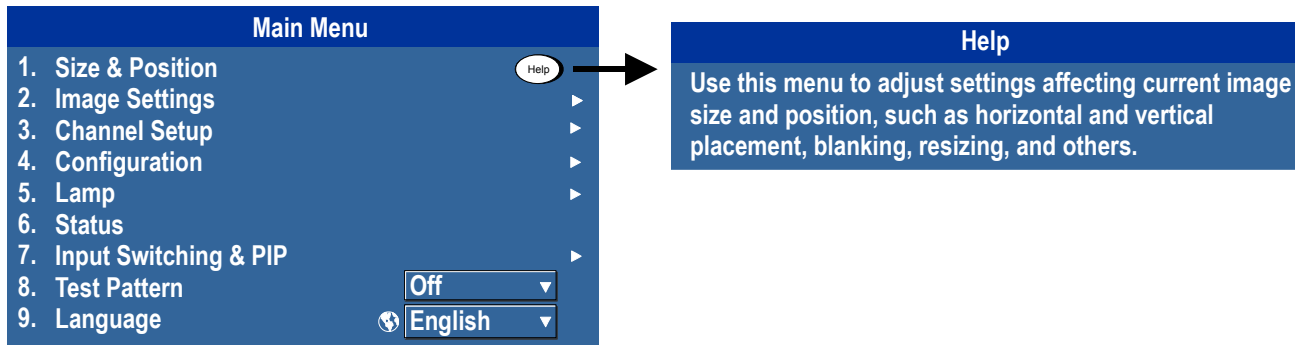 Main Menu
1. Size & Position Help
2. Image Settings
3. Channel Setup
4. Configuration
5. Lamp
6. Status
7. Input Switching & PIP
8. Test Pattern Off
9. Language English
Help
Use this menu to adjust settings affecting current image
size and position, such as horizontal and vertical
placement, blanking, resizing, and others.